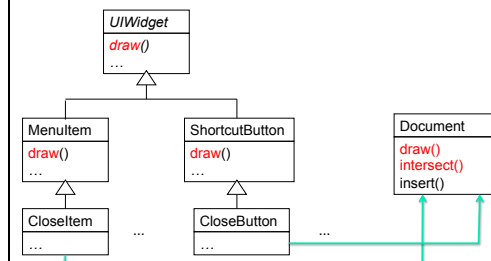 UIWidget
draw()
...
MenuItem
draw()
...
ShortcutButton
draw()
...
Document
draw()
intersect()
insert()
CloseItem
...
...
CloseButton
...
...